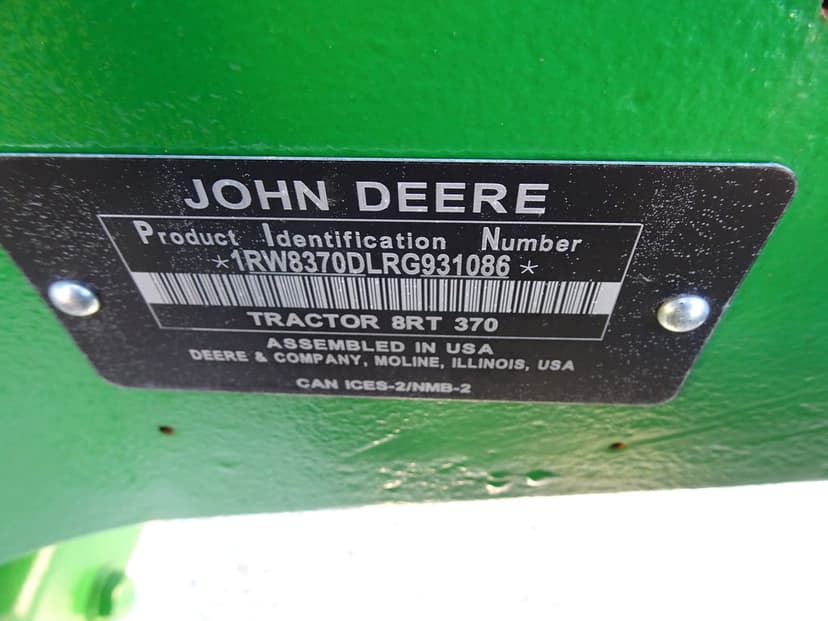 JOHN DEERE
Product Identification Number
*1RW8370DLRG931086*
TRACTOR 8RT 370
ASSEMBLED IN USA
DEERE & COMPANY, MOLINE, ILLINOIS, USA
CAN ICES-2/NMB-2